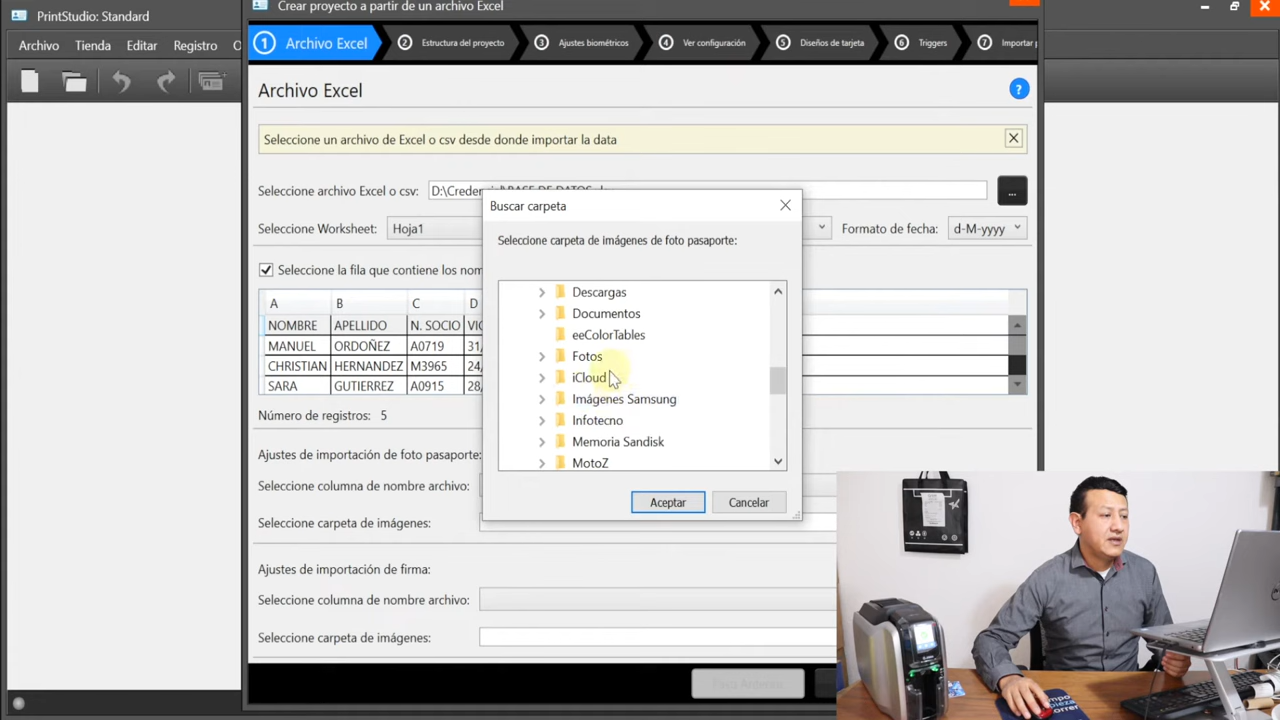 PrintStudio: Standard
Crear proyecto a partir de un archivo Excel
Archivo Tienda Editar Registro
1 Archivo Excel 2 Estructura del proyecto 3 Ajustes biométricos 4 Ver configuración 5 Diseños de tarjeta 6 Triggers 7 Importar
Archivo Excel
?
Seleccione un archivo de Excel o csv desde donde importar la data
Seleccione archivo Excel o csv:
...
Seleccione Worksheet: Hoja1
Formato de fecha: d-M-yyyy
Seleccione la fila que contiene los
A B C D
NOMBRE APELLIDO N. SOCIO
MANUEL ORDOÑEZ A0719 31/
CHRISTIAN HERNANDEZ M3965 24/
SARA GUTIERREZ A0915 28/
Número de registros: 5
Ajustes de importación de foto pasaporte:
Seleccione columna de nombre archivo:
Seleccione carpeta de imágenes:
Ajustes de importación de firma:
Seleccione columna de nombre archivo:
Seleccione carpeta de imágenes:
Buscar carpeta
Seleccione carpeta de imágenes de foto pasaporte:
Descargas
Documentos
eeColorTables
Fotos
iCloud
Imágenes Samsung
Infotecno
Memoria Sandisk
MotoZ
Aceptar Cancelar